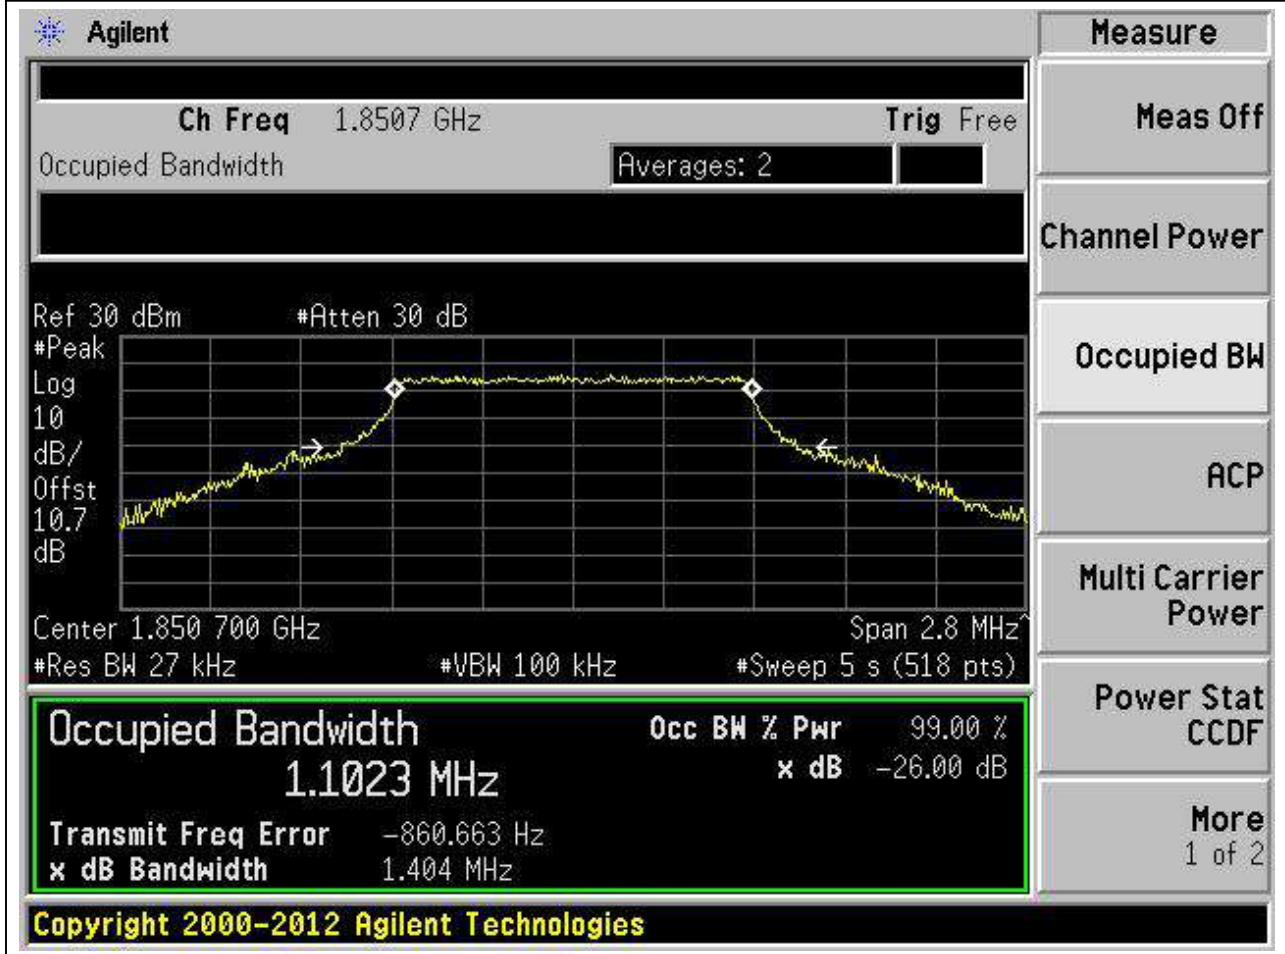 Agilent
Measure
Ch Freq 1.8507 GHz Trig Free
Occupied Bandwidth Averages: 2
Meas Off
Channel Power
Occupied BW
ACP
Multi Carrier
Power
Power Stat
CCDF
More
1 of 2
Ref 30 dBm #Atten 30 dB
#Peak
Log
10
dB/
Offst
10.7
dB
Center 1.850 700 GHz Span 2.8 MHz^
#Res BW 27 kHz #VBW 100 kHz #Sweep 5 s (518 pts)
Occupied Bandwidth Occ BW % Pwr 99.00 %
1.1023 MHz x dB -26.00 dB
Transmit Freq Error -860.663 Hz
x dB Bandwidth 1.404 MHz
Copyright 2000-2012 Agilent Technologies